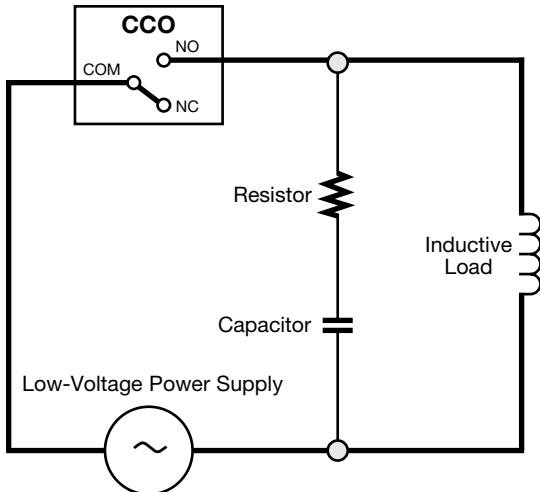 CCO
NO
COM
NC
Resistor
Inductive
Load
Capacitor
Low-Voltage Power Supply